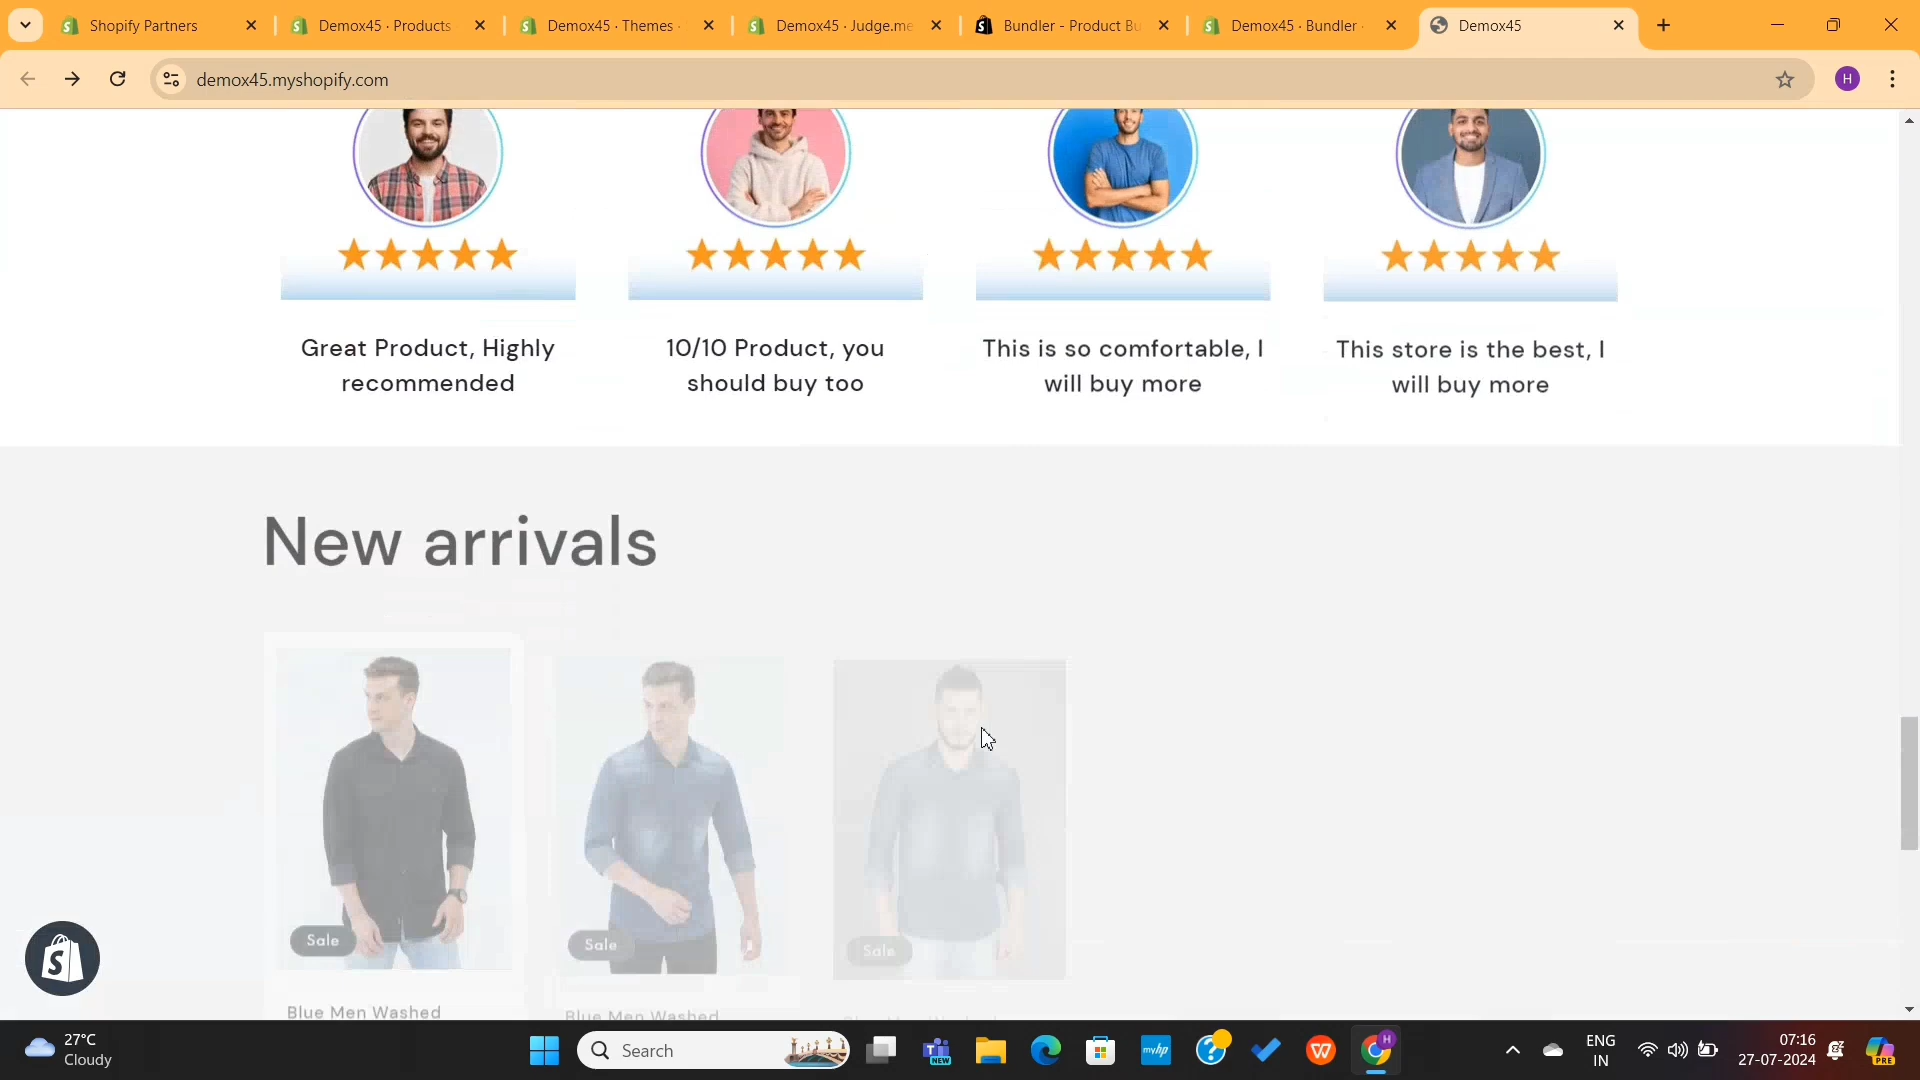 Shopify Partners
Demox45 · Products
Demox45 · Themes ·
Demox45 · Judge.me
Bundler - Product Bu
Demox45 · Bundler ·
Demox45
demox45.myshopify.com
H
Great Product, Highly
recommended
10/10 Product, you
should buy too
This is so comfortable, I
will buy more
This store is the best, I
will buy more
New arrivals
Sale
Sale
Sale
Blue Men Washed
Blue Men Washed
27°C
Cloudy
Search
NEW
myhp
H
ENG
IN
07:16
27-07-2024
PRE